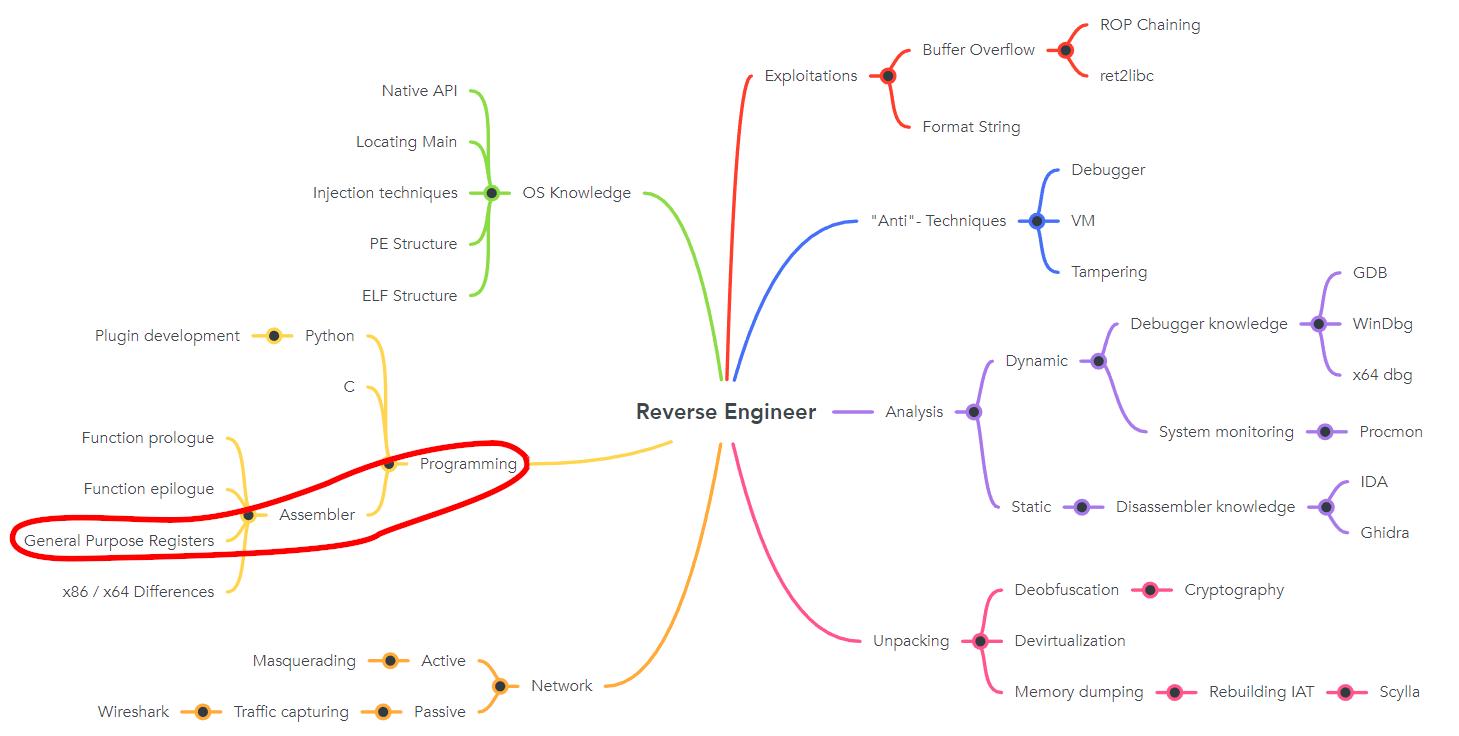 ROP Chaining
Buffer Overflow
Exploitations
ret2libc
Format String
Native API
Locating Main
Injection techniques
OS Knowledge
PE Structure
ELF Structure
Debugger
"Anti"- Techniques
VM
Tampering
GDB
Debugger knowledge
WinDbg
Dynamic
x64 dbg
Plugin development
Python
C
Reverse Engineer
Analysis
System monitoring
Procmon
Function prologue
Programming
Function epilogue
Assembler
General Purpose Registers
x86 / x64 Differences
IDA
Static
Disassembler knowledge
Ghidra
Deobfuscation
Cryptography
Unpacking
Devirtualization
Memory dumping
Rebuilding IAT
Scylla
Masquerading
Active
Network
Wireshark
Traffic capturing
Passive